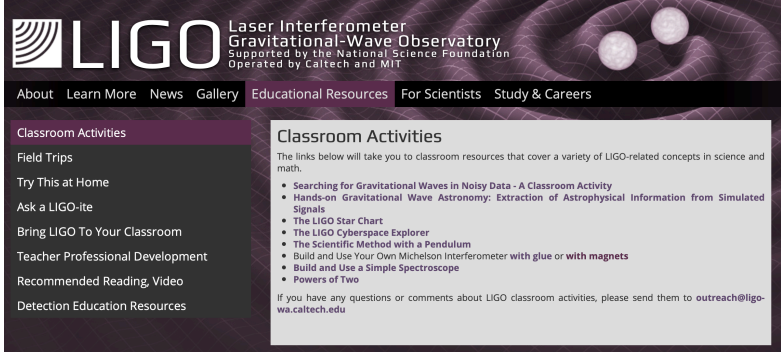 LIGO
Laser Interferometer
Gravitational-Wave Observatory
Supported by the National Science Foundation
Operated by Caltech and MIT
About Learn More News Gallery Educational Resources For Scientists Study & Careers
Classroom Activities
Field Trips
Try This at Home
Ask a LIGO-ite
Bring LIGO To Your Classroom
Teacher Professional Development
Recommended Reading, Video
Detection Education Resources
Classroom Activities
The links below will take you to classroom resources that cover a variety of LIGO-related concepts in science and
math.
• Searching for Gravitational Waves in Noisy Data - A Classroom Activity
• Hands-on Gravitational Wave Astronomy: Extraction of Astrophysical Information from Simulated
Signals
• The LIGO Star Chart
• The LIGO Cyberspace Explorer
• The Scientific Method with a Pendulum
• Build and Use Your Own Michelson Interferometer with glue or with magnets
• Build and Use a Simple Spectroscope
• Powers of Two
If you have any questions or comments about LIGO classroom activities, please send them to outreach@ligo-
wa.caltech.edu